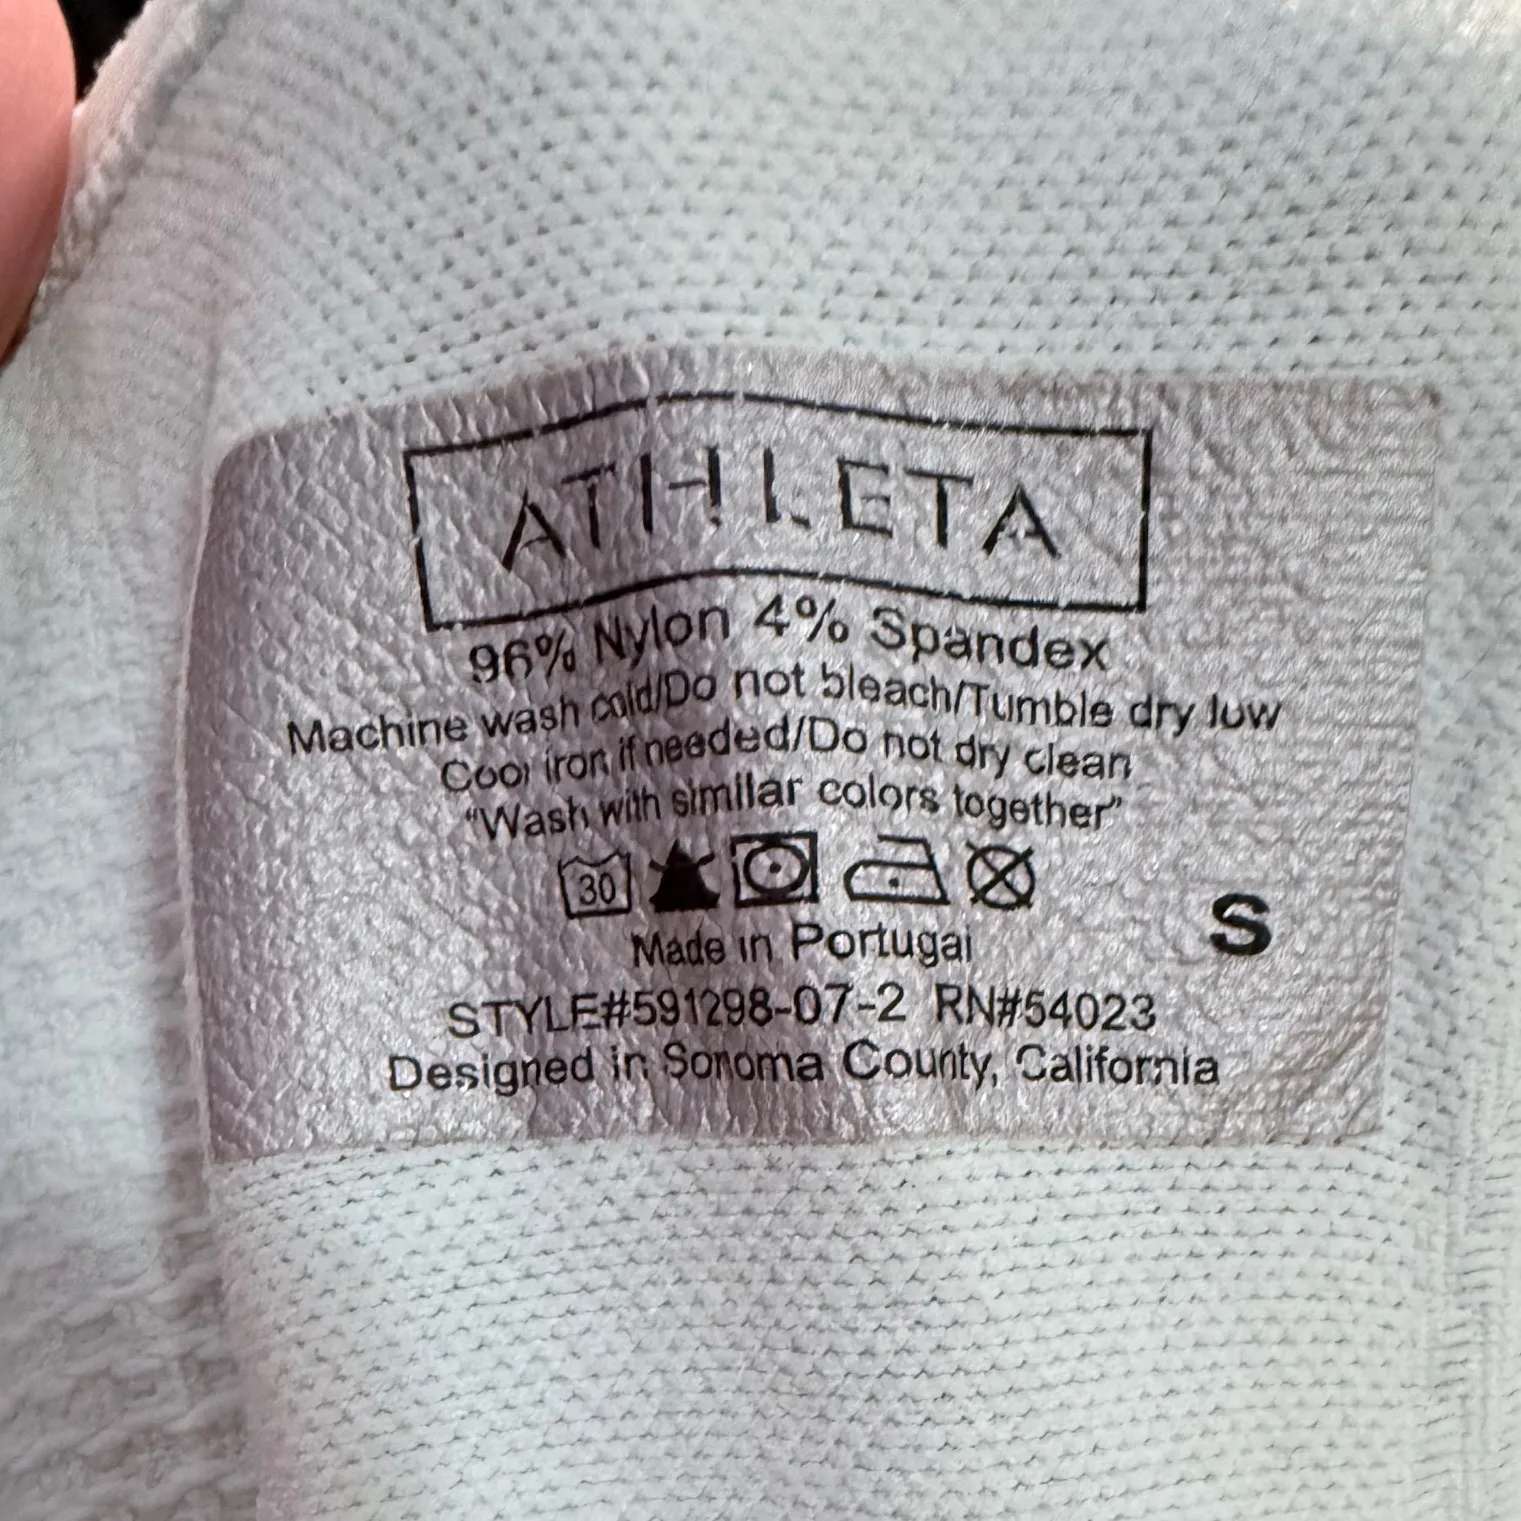 ATHLETA
96% Nylon 4% Spandex
Machine wash cold/Do not bleach/Tumble dry low
Cool iron if needed/Do not dry clean
“Wash with similar colors together”
30
Made in Portugal
S
STYLE#591298-07-2 RN#54023
Designed in Sonoma County, California